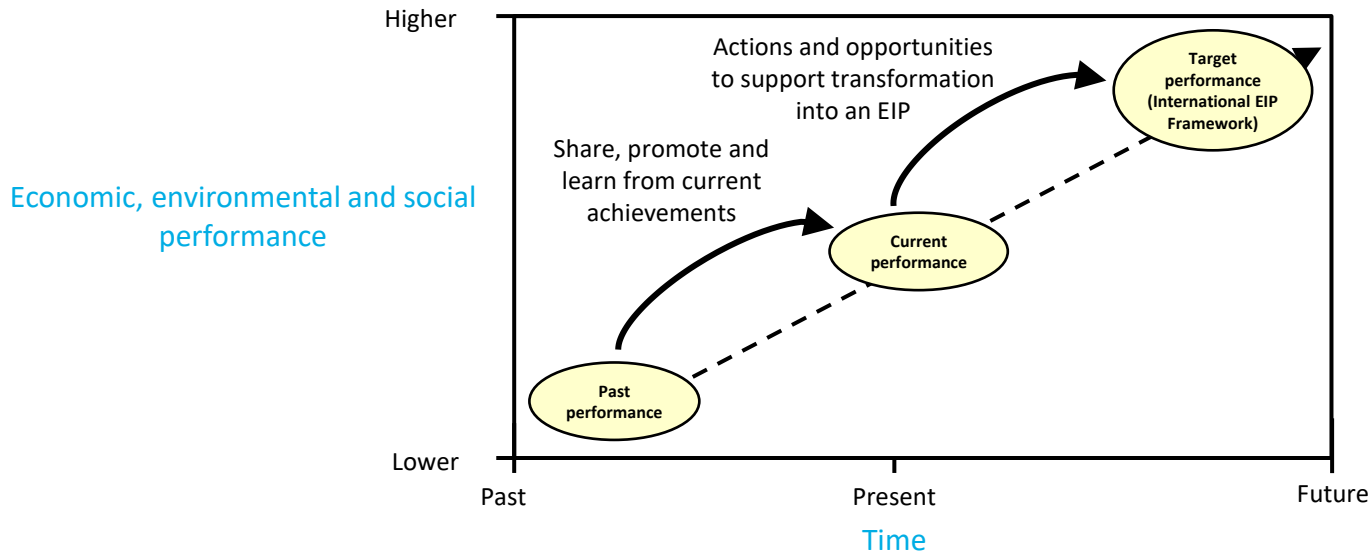 Higher
Actions and opportunities
to support transformation
into an EIP
Target
performance
(International EIP
Framework)
Share, promote and
learn from current
achievements
Economic, environmental and social
performance
Current
performance
Past
performance
Lower
Past
Present
Future
Time